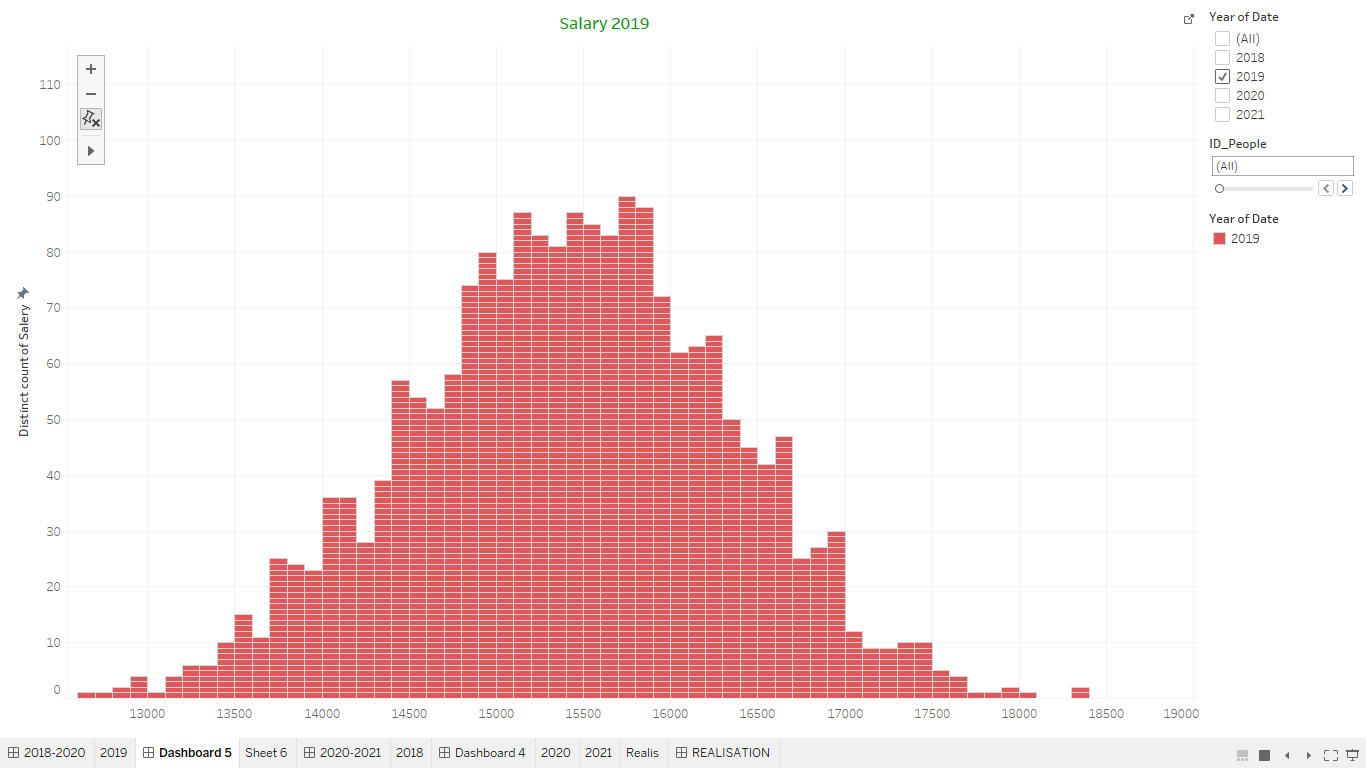 Salary 2019
Distinct count of Salery
110
100
90
80
70
60
50
40
30
20
10
0
13000 13500 14000 14500 15000 15500 16000 16500 17000 17500 18000 18500 19000
Year of Date
(All)
2018
2019
2020
2021
ID_People
(All)
Year of Date
2019
2018-2020 2019 Dashboard 5 Sheet 6 2020-2021 2018 Dashboard 4 2020 2021 Realis REALISATION